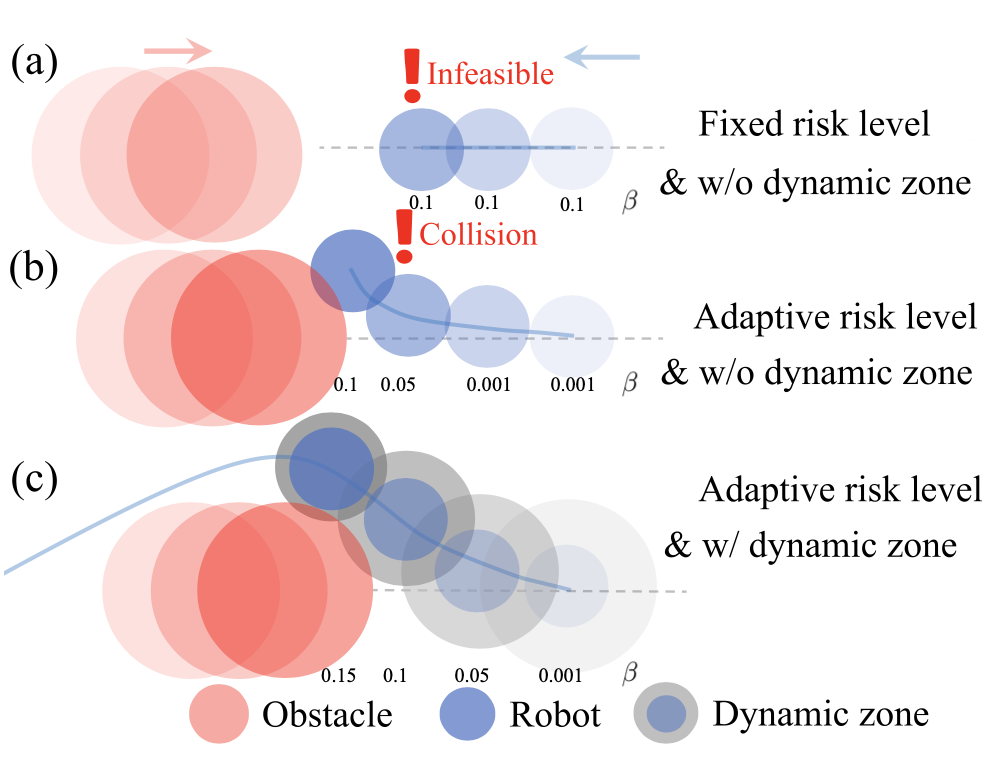 (a)
! Infeasible
Fixed risk level
& w/o dynamic zone
0.1 0.1 0.1 β
(b)
! Collision
Adaptive risk level
& w/o dynamic zone
0.1 0.05 0.001 0.001 β
(c)
Adaptive risk level
& w/ dynamic zone
0.15 0.1 0.05 0.001 β
Obstacle Robot Dynamic zone